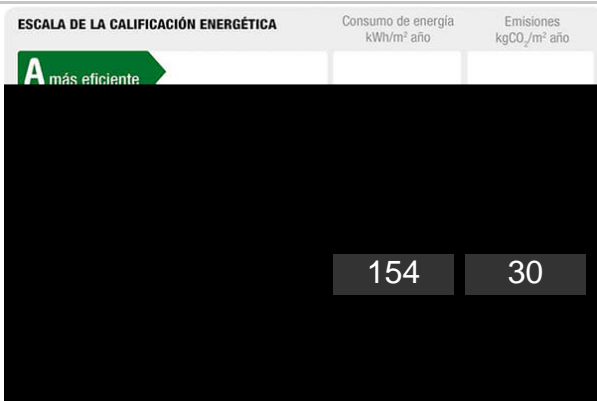 ESCALA DE LA CALIFICACIÓN ENERGÉTICA
Consumo de energía
kWh/m² año
Emisiones
kgCO₂/m² año
A más eficiente
154
30